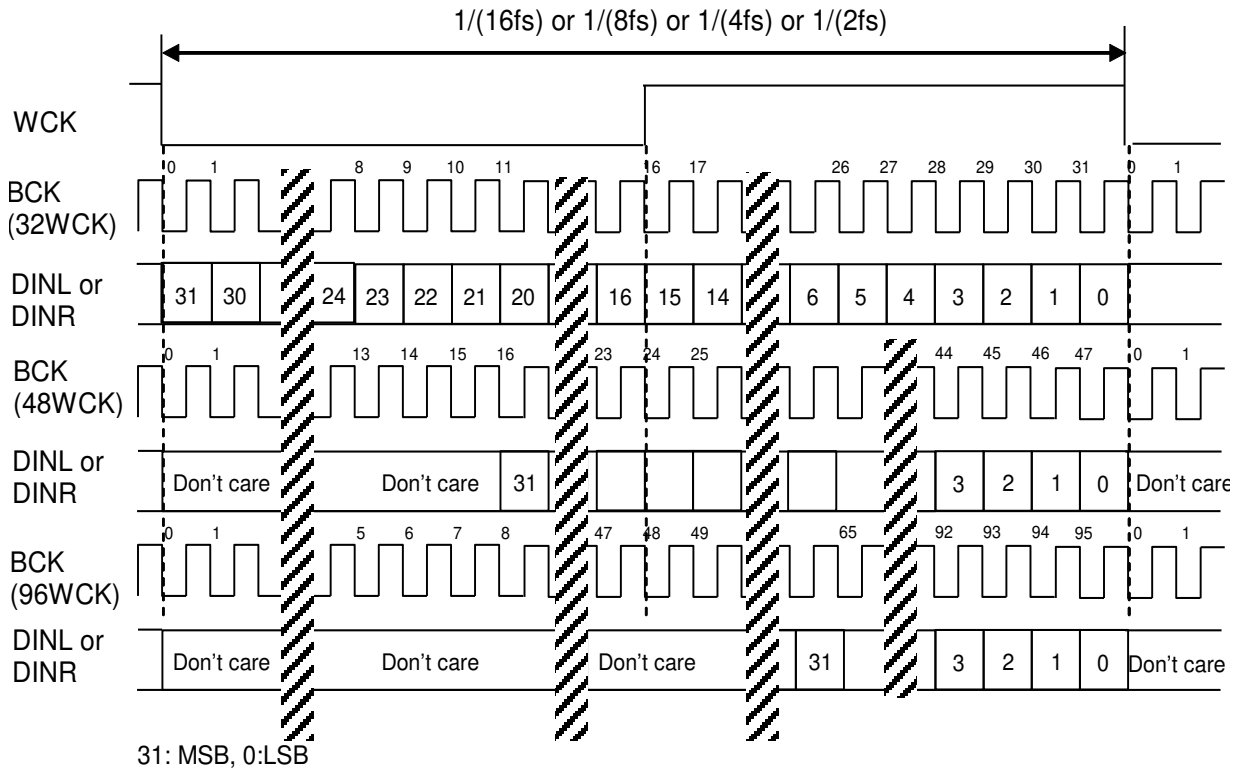 1/(16fs) or 1/(8fs) or 1/(4fs) or 1/(2fs)
WCK
0 1 8 9 10 11 16 17 26 27 28 29 30 31 0 1
BCK
(32WCK)
DINL or
DINR
31 30 24 23 22 21 20 16 15 14 6 5 4 3 2 1 0
0 1 13 14 15 16 23 24 25 44 45 46 47 0 1
BCK
(48WCK)
DINL or
DINR
Don't care Don't care 31 3 2 1 0 Don't care
0 1 5 6 7 8 47 48 49 65 92 93 94 95 0 1
BCK
(96WCK)
DINL or
DINR
Don't care Don't care Don't care 31 3 2 1 0 Don't care
31: MSB, 0:LSB